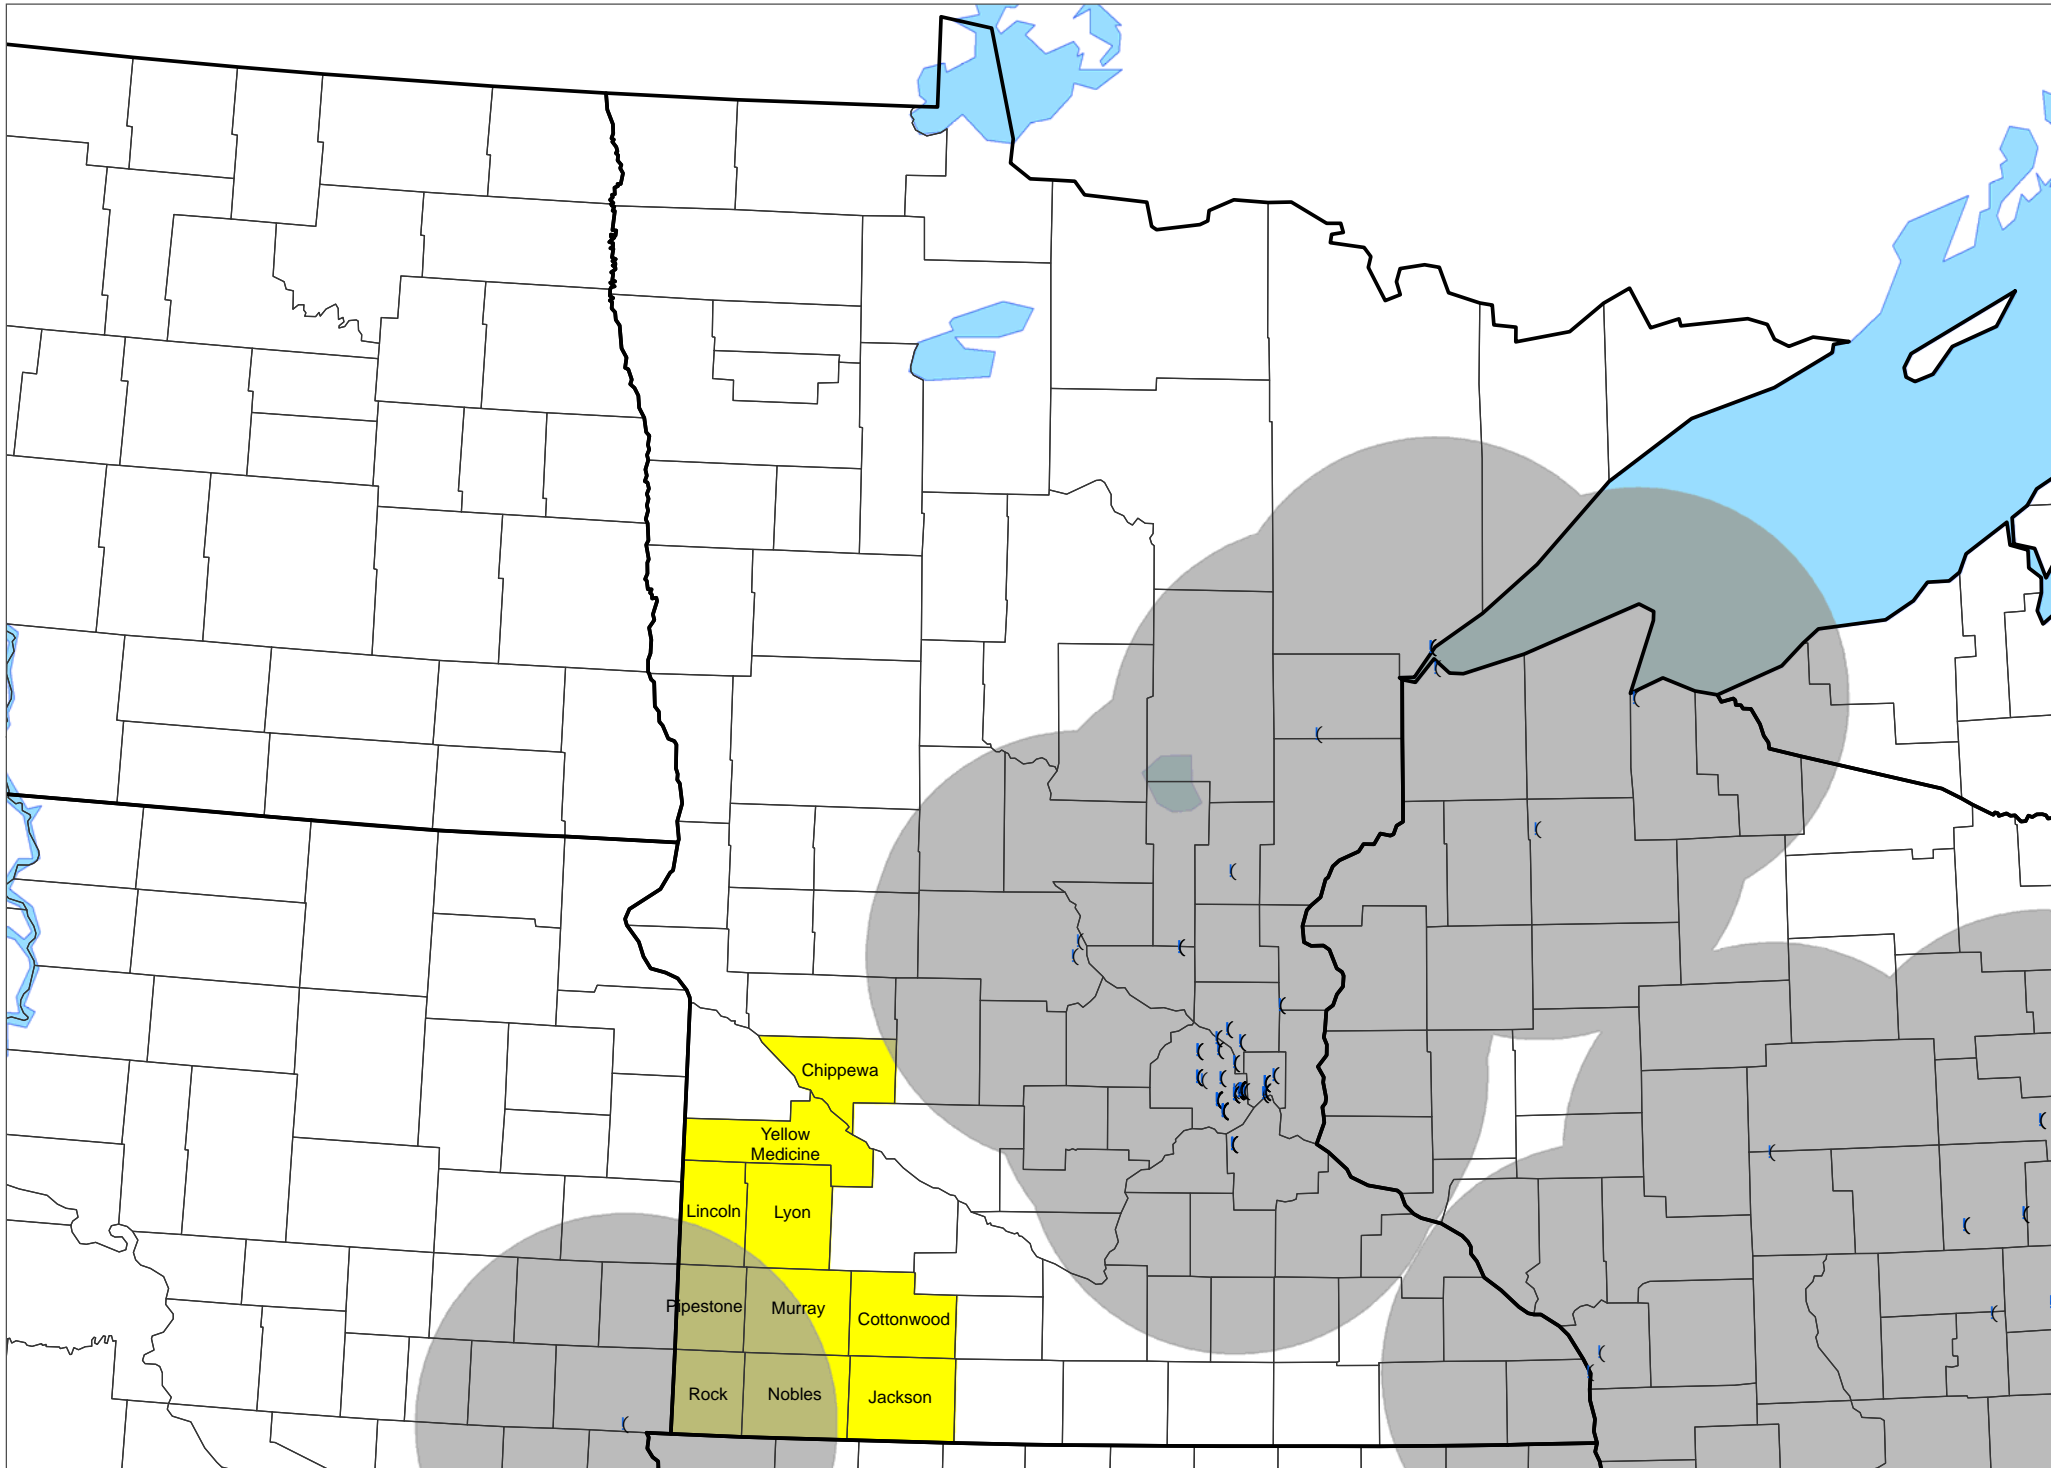 Chippewa
Yellow
Medicine
Lincoln
Lyon
Pipestone
Murray
Cottonwood
Rock
Nobles
Jackson